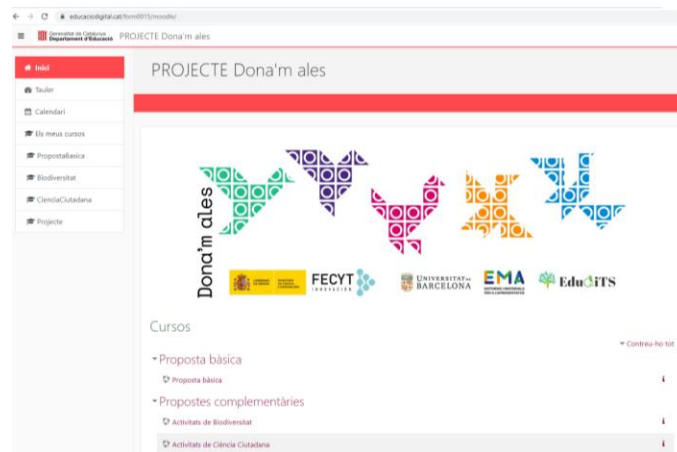 educaciodigital.cat/form0015/moodle/
Generalitat de Catalunya
Departament d'Educació
PROJECTE Dona'm ales
Inici
Tauler
Calendari
Els meus cursos
PropostaBasica
Biodiversitat
CienciaCiutadana
Projecte
PROJECTE Dona'm ales
Dona'm ales
FECYT
INNOVACIÓN
UNIVERSITAT DE
BARCELONA
EMA
EduCiTS
Cursos
Contreu-ho tot
Proposta bàsica
Proposta bàsica
Propostes complementàries
Activitats de Biodiversitat
Activitats de Ciència Ciutadana